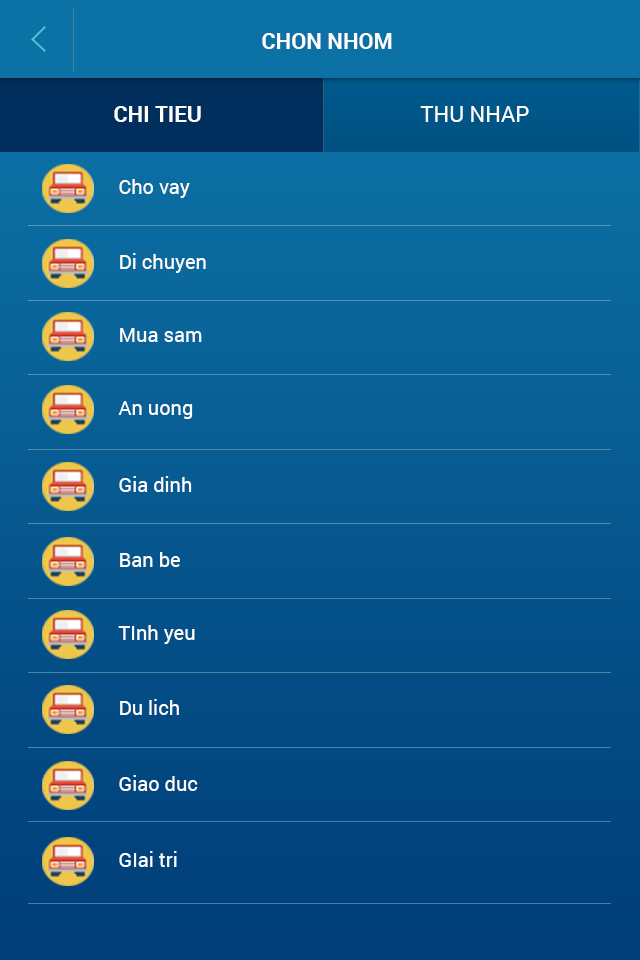 CHON NHOM
CHI TIEU
THU NHAP
Cho vay
Di chuyen
Mua sam
An uong
Gia dinh
Ban be
TInh yeu
Du lich
Giao duc
GIai tri